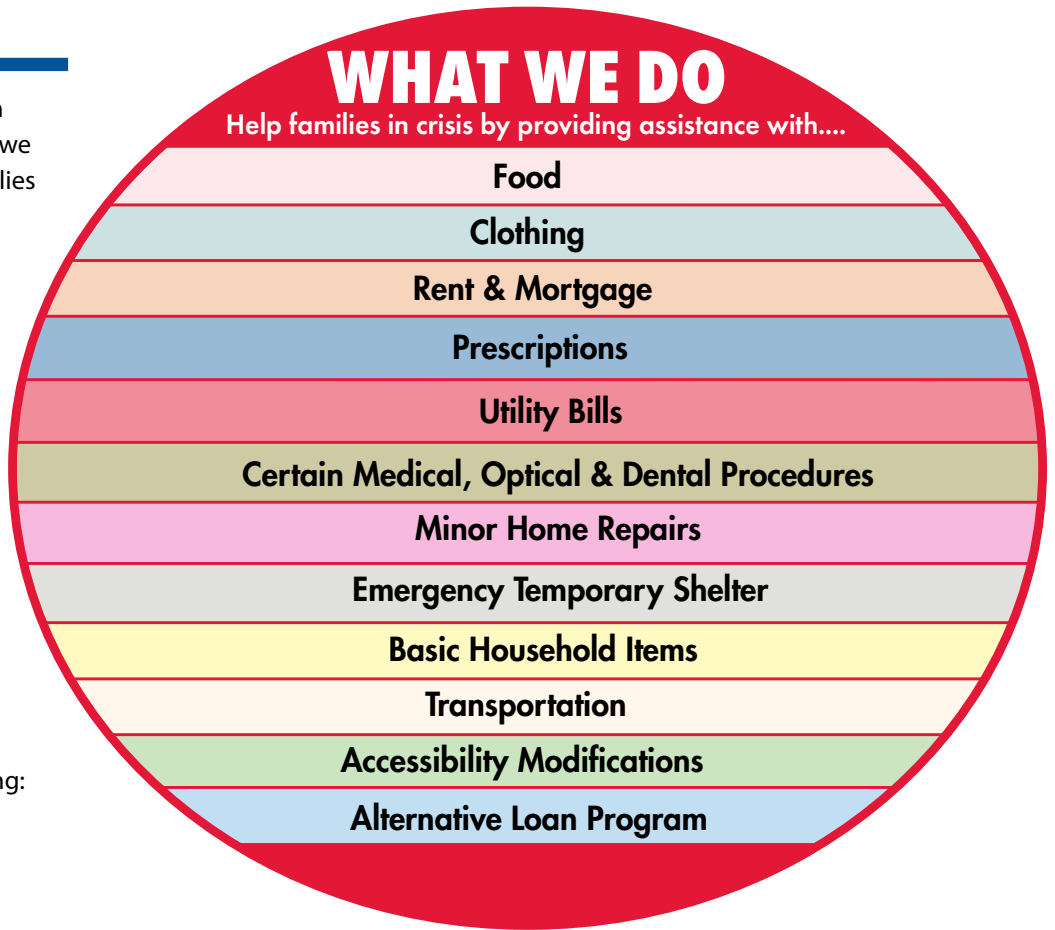 we
lies
ng:
WHAT WE DO
Help families in crisis by providing assistance with....
Food
Clothing
Rent & Mortgage
Prescriptions
Utility Bills
Certain Medical, Optical & Dental Procedures
Minor Home Repairs
Emergency Temporary Shelter
Basic Household Items
Transportation
Accessibility Modifications
Alternative Loan Program